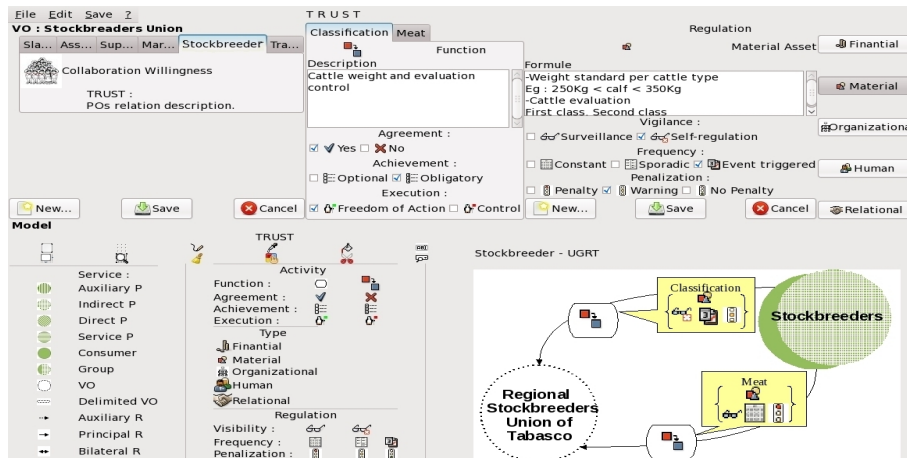 File Edit Save ?
VO : Stockbreaders Union
Sla... Ass... Sup... Mar... Stockbreeder Tra...
Collaboration Willingness
TRUST :
POs relation description.
New... Save Cancel
TRUST
Classification Meat
Function
Description
Cattle weight and evaluation
control
Agreement :
Yes No
Achievement :
Optional Obligatory
Execution :
Freedom of Action Control
Regulation
Material Asset
Formule
-Weight standard per cattle type
Eg : 250Kg < calf < 350Kg
-Cattle evaluation
First class, Second class
Vigilance :
Surveillance Self-regulation
Frequency :
Constant Sporadic Event triggered
Penalization :
Penalty Warning No Penalty
New... Save Cancel
Finantial
Material
Organizationa
Human
Relational
Model
Service :
Auxiliary P
Indirect P
Direct P
Service P
Consumer
Group
VO
Delimited VO
Auxiliary R
Principal R
Bilateral R
TRUST
Activity
Function :
Agreement :
Achievement :
Execution :
Type
Finantial
Material
Organizational
Human
Relational
Regulation
Visibility :
Frequency :
Penalization :
Stockbreeder - UGRT
Classification
Stockbreeders
Meat
Regional
Stockbreeders
Union of
Tabasco